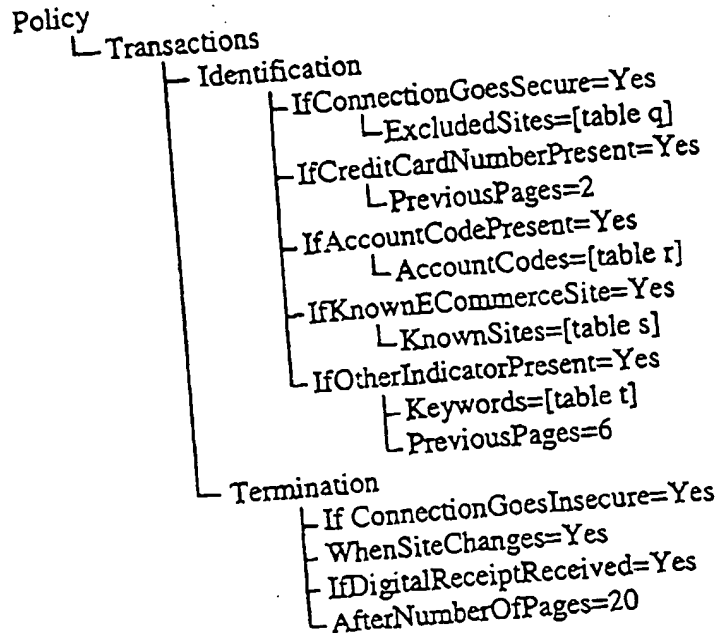 Policy
Transactions
Identification
IfConnectionGoesSecure=Yes
ExcludedSites=[table q]
IfCreditCardNumberPresent=Yes
PreviousPages=2
IfAccountCodePresent=Yes
AccountCodes=[table r]
IfKnownECommerceSite=Yes
KnownSites=[table s]
IfOtherIndicatorPresent=Yes
Keywords=[table t]
PreviousPages=6
Termination
If ConnectionGoesInsecure=Yes
WhenSiteChanges=Yes
IfDigitalReceiptReceived=Yes
AfterNumberOfPages=20